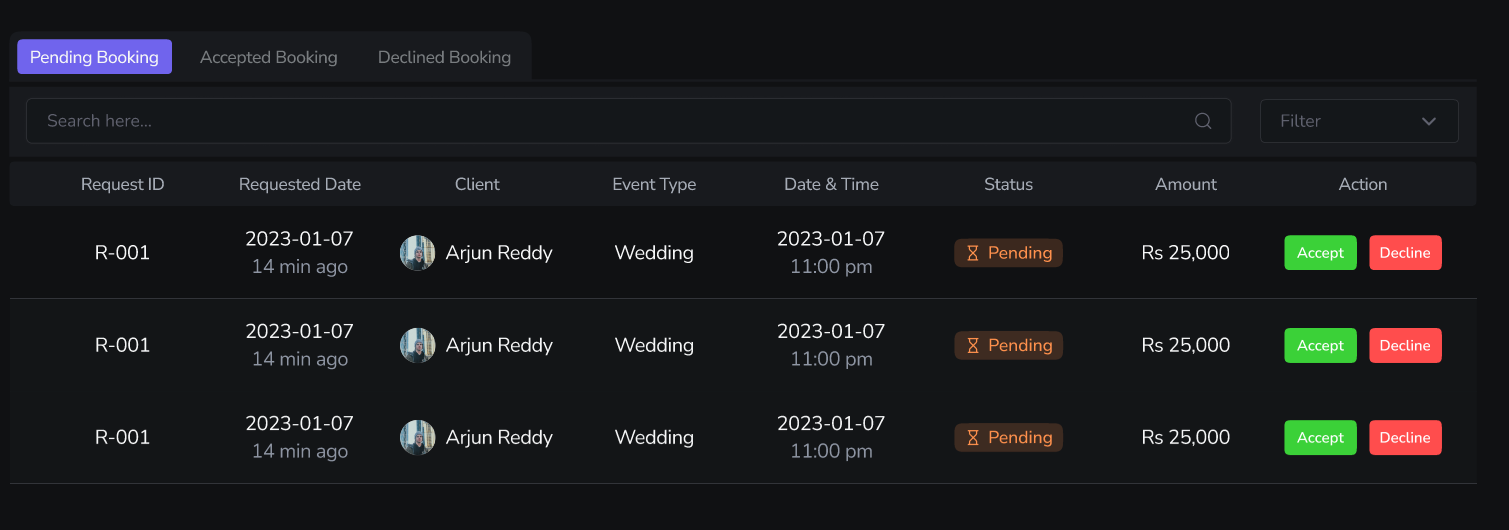 Pending Booking Accepted Booking Declined Booking
Search here... Filter
Request ID Requested Date Client Event Type Date & Time Status Amount Action
2023-01-07 2023-01-07
R-001 Arjun Reddy Wedding Pending Rs 25,000 Accept Decline
14 min ago 11:00 pm
2023-01-07 2023-01-07
R-001 Arjun Reddy Wedding Pending Rs 25,000 Accept Decline
14 min ago 11:00 pm
2023-01-07 2023-01-07
R-001 Arjun Reddy Wedding Pending Rs 25,000 Accept Decline
14 min ago 11:00 pm